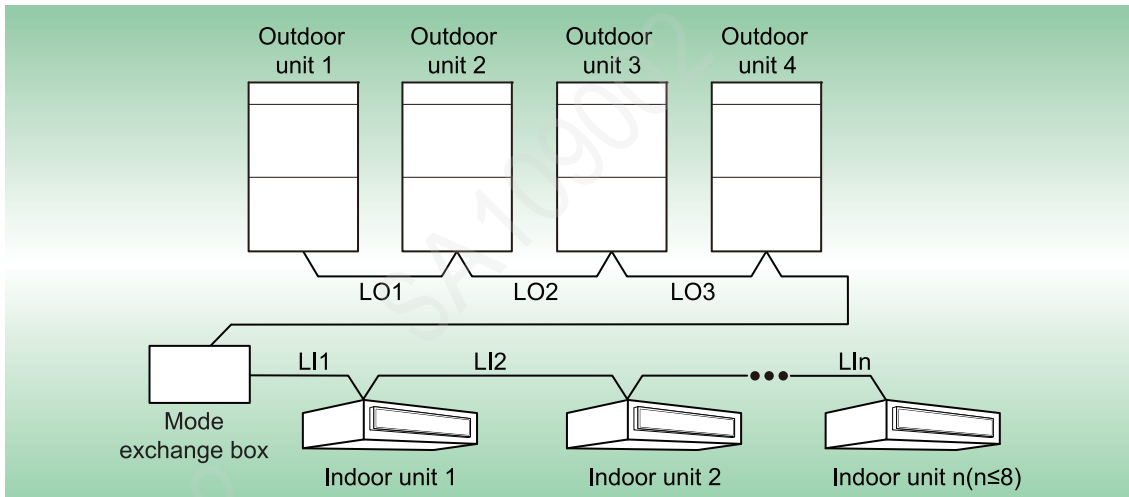 Outdoor
unit 1
Outdoor
unit 2
Outdoor
unit 3
Outdoor
unit 4
LO1
LO2
LO3
SA109002
LI1
LI2
LIn
Mode
exchange box
Indoor unit 1
Indoor unit 2
Indoor unit n(n≤8)